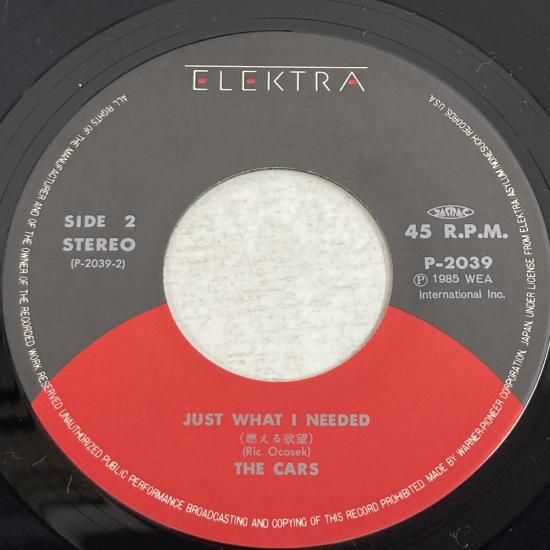 ELEKTRA
SIDE 2
STEREO
(P-2039-2)
JASRAC
45 R.P.M.
P-2039
Ⓟ 1985 WEA
International Inc.
JUST WHAT I NEEDED
(燃える欲望)
(Ric Ocasek)
THE CARS
ALL RIGHTS OF THE MANUFACTURER AND OF THE OWNER OF THE RECORDED WORK RESERVED UNAUTHORIZED PUBLIC PERFORMANCE BROADCASTING AND COPYING OF THIS RECORD PROHIBITED. MADE BY WARNER-PIONEER CORPORATION, JAPAN, UNDER LICENSE FROM ELEKTRA/ASYLUM/NONESUCH RECORDS, U.S.A.